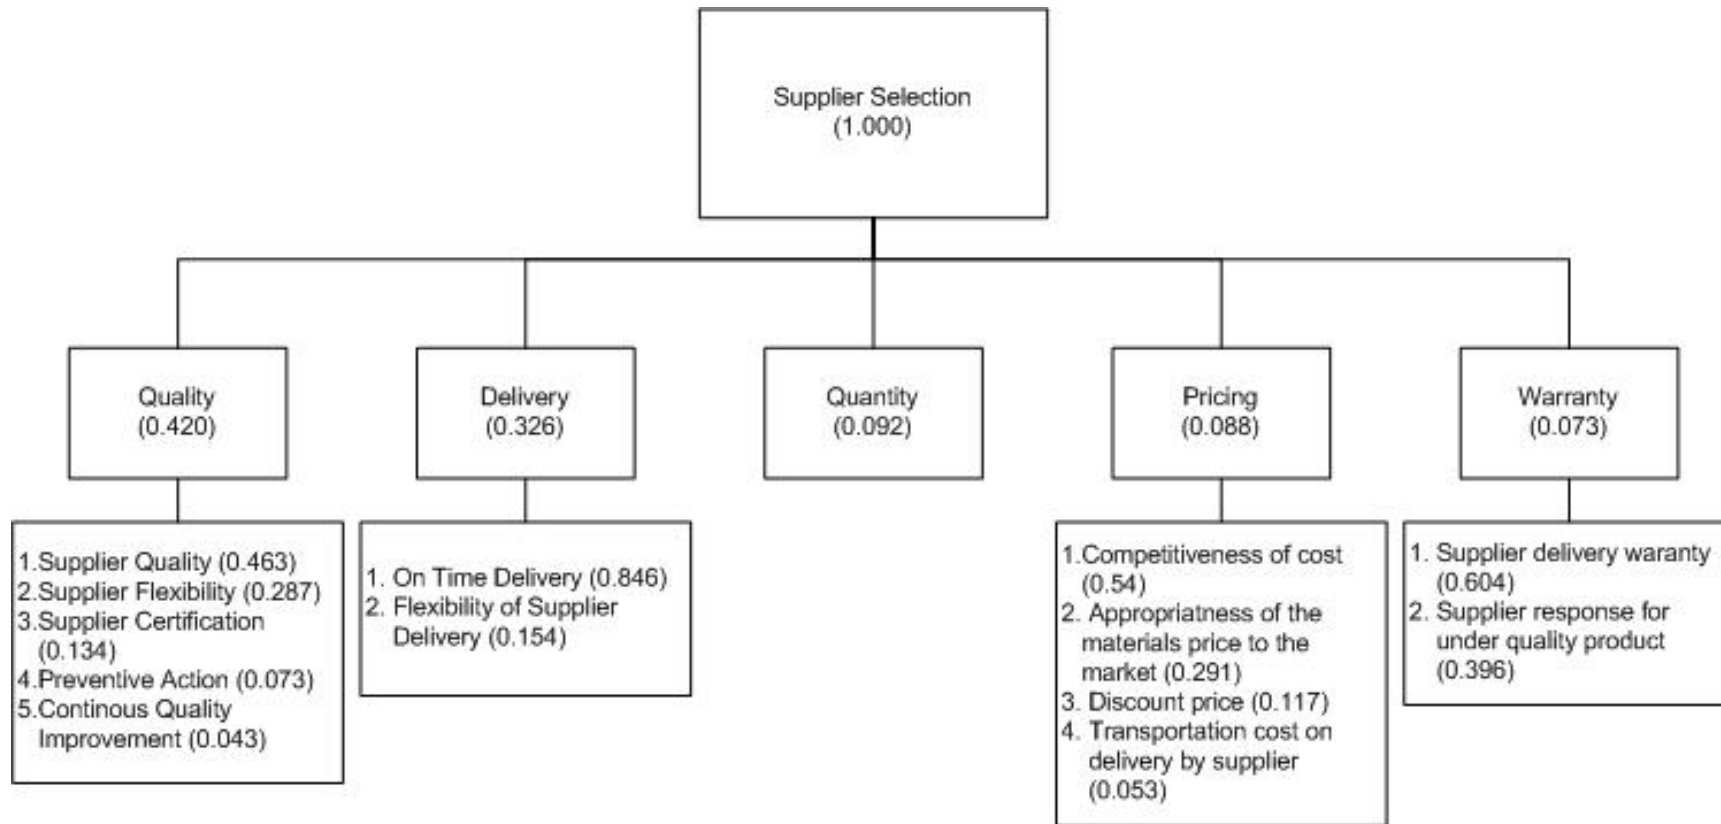 Supplier Selection
(1.000)
Quality
(0.420)
Delivery
(0.326)
Quantity
(0.092)
Pricing
(0.088)
Warranty
(0.073)
1.Supplier Quality (0.463)
2.Supplier Flexibility (0.287)
3.Supplier Certification
(0.134)
4.Preventive Action (0.073)
5.Continous Quality
Improvement (0.043)
1. On Time Delivery (0.846)
2. Flexibility of Supplier
Delivery (0.154)
1.Competitiveness of cost
(0.54)
2. Appropriatness of the
materials price to the
market (0.291)
3. Discount price (0.117)
4. Transportation cost on
delivery by supplier
(0.053)
1. Supplier delivery waranty
(0.604)
2. Supplier response for
under quality product
(0.396)